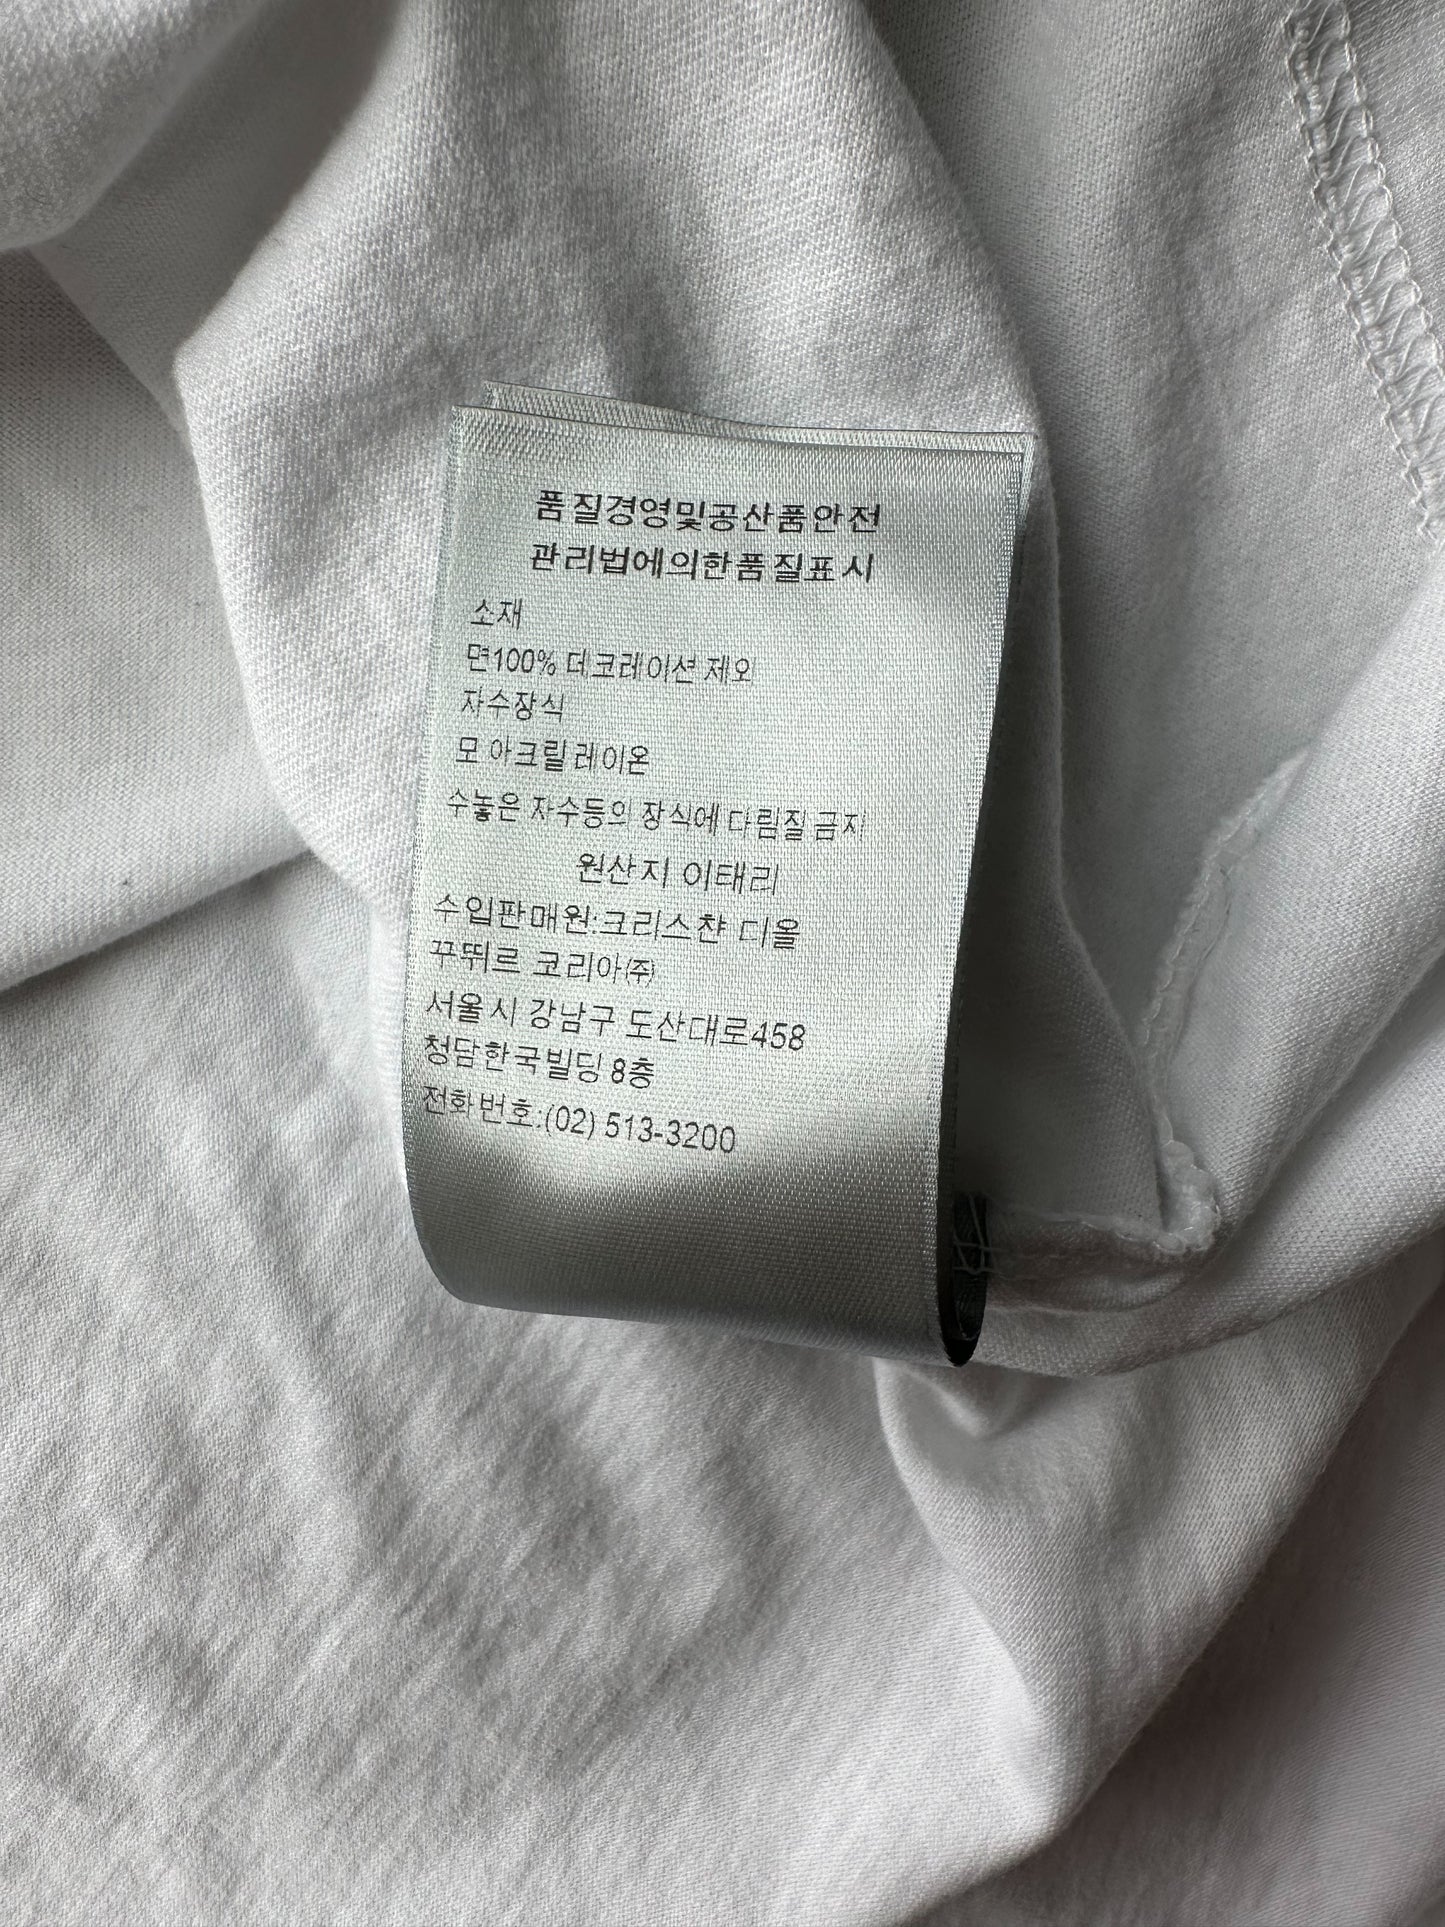 품질경영및공산품안전
관리법에의한품질표시
소재
면100% 데코레이션 제외
자수장식
모 아크릴 레이온
수놓은 자수등의 장식에 다림질 금지
원산지 이태리
수입판매원:크리스챤 디올
꾸뛰르 코리아(주)
서울시 강남구 도산대로458
청담한국빌딩 8층
전화번호:(02) 513-3200